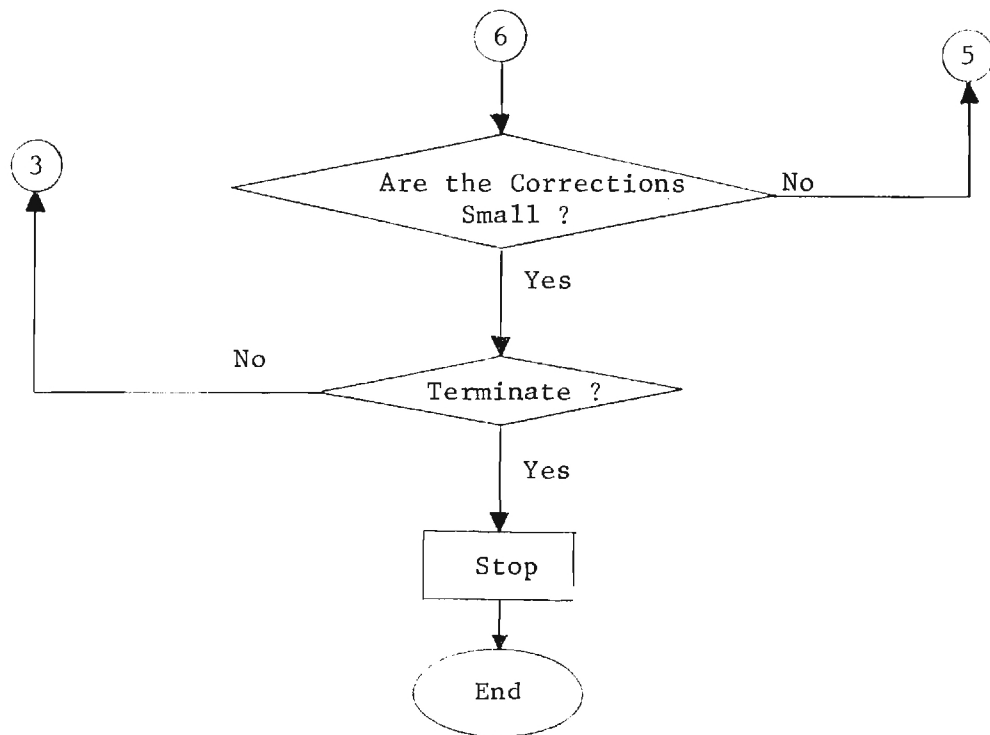 6
5
3
Are the Corrections
Small ?
No
Yes
No
Terminate ?
Yes
Stop
End